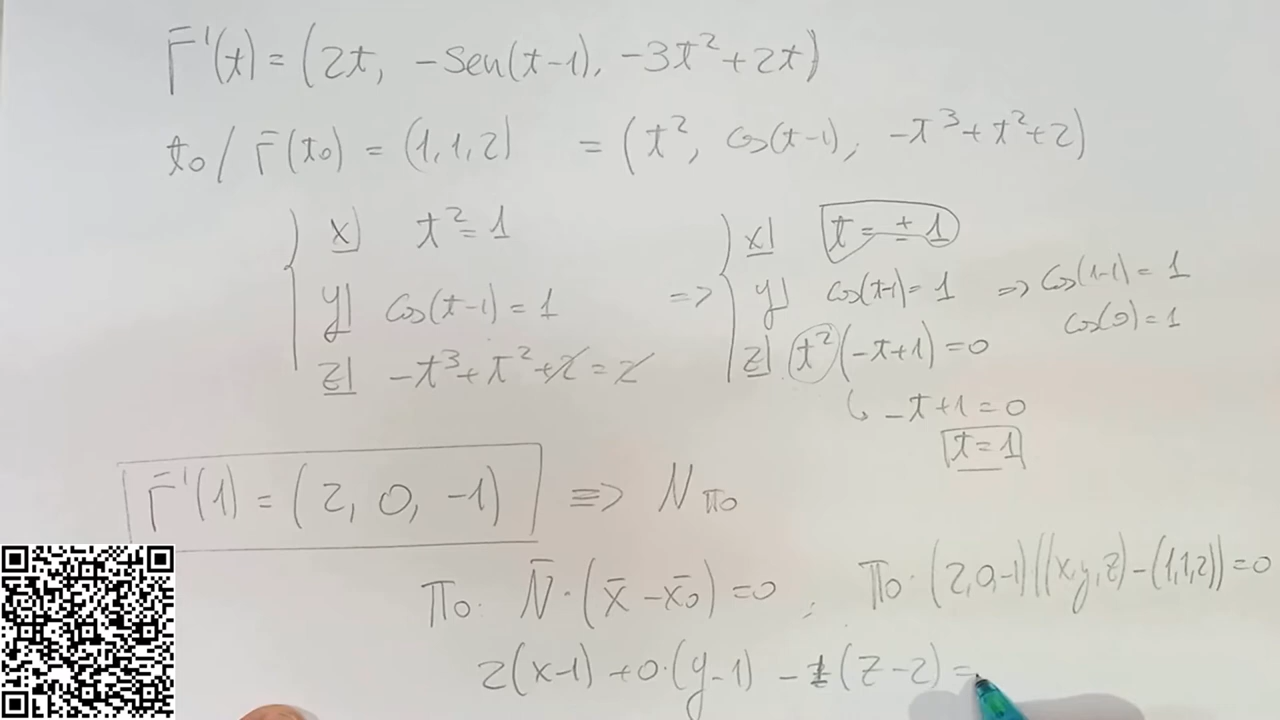 r̄'(t) = (2t, -sen(t-1), -3t²+2t)
t₀ / r̄(t₀) = (1,1,2) = (t², cos(t-1), -t³+t²+2)
x) t² = 1 => x) t = ±1
y) cos(t-1) = 1 y) cos(t-1) = 1 => cos(1-1) = 1
cos(0) = 1
z) -t³+t²+2 = 2 z) t²(-t+1) = 0
↳ -t+1 = 0
t = 1
r̄'(1) = (2, 0, -1) => N π₀
π₀: N̄·(x̄ - x̄₀) = 0 ; π₀: (2,0,-1)((x,y,z)-(1,1,2)) = 0
2(x-1) + 0·(y-1) - 1(z-2) =